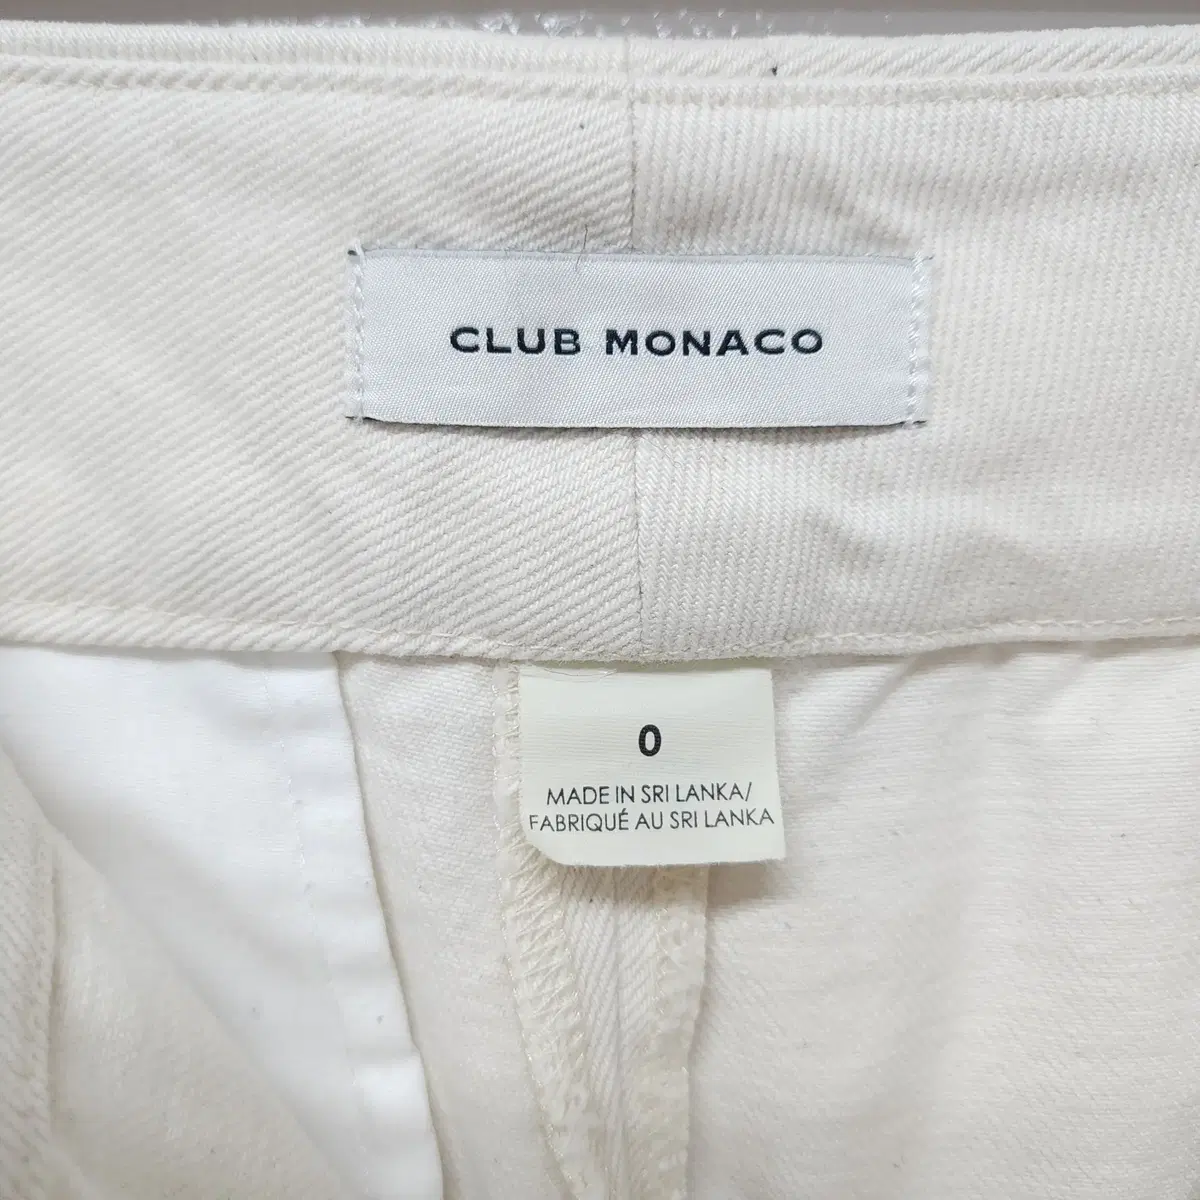 CLUB MONACO
0
MADE IN SRI LANKA/
FABRIQUÉ AU SRI LANKA